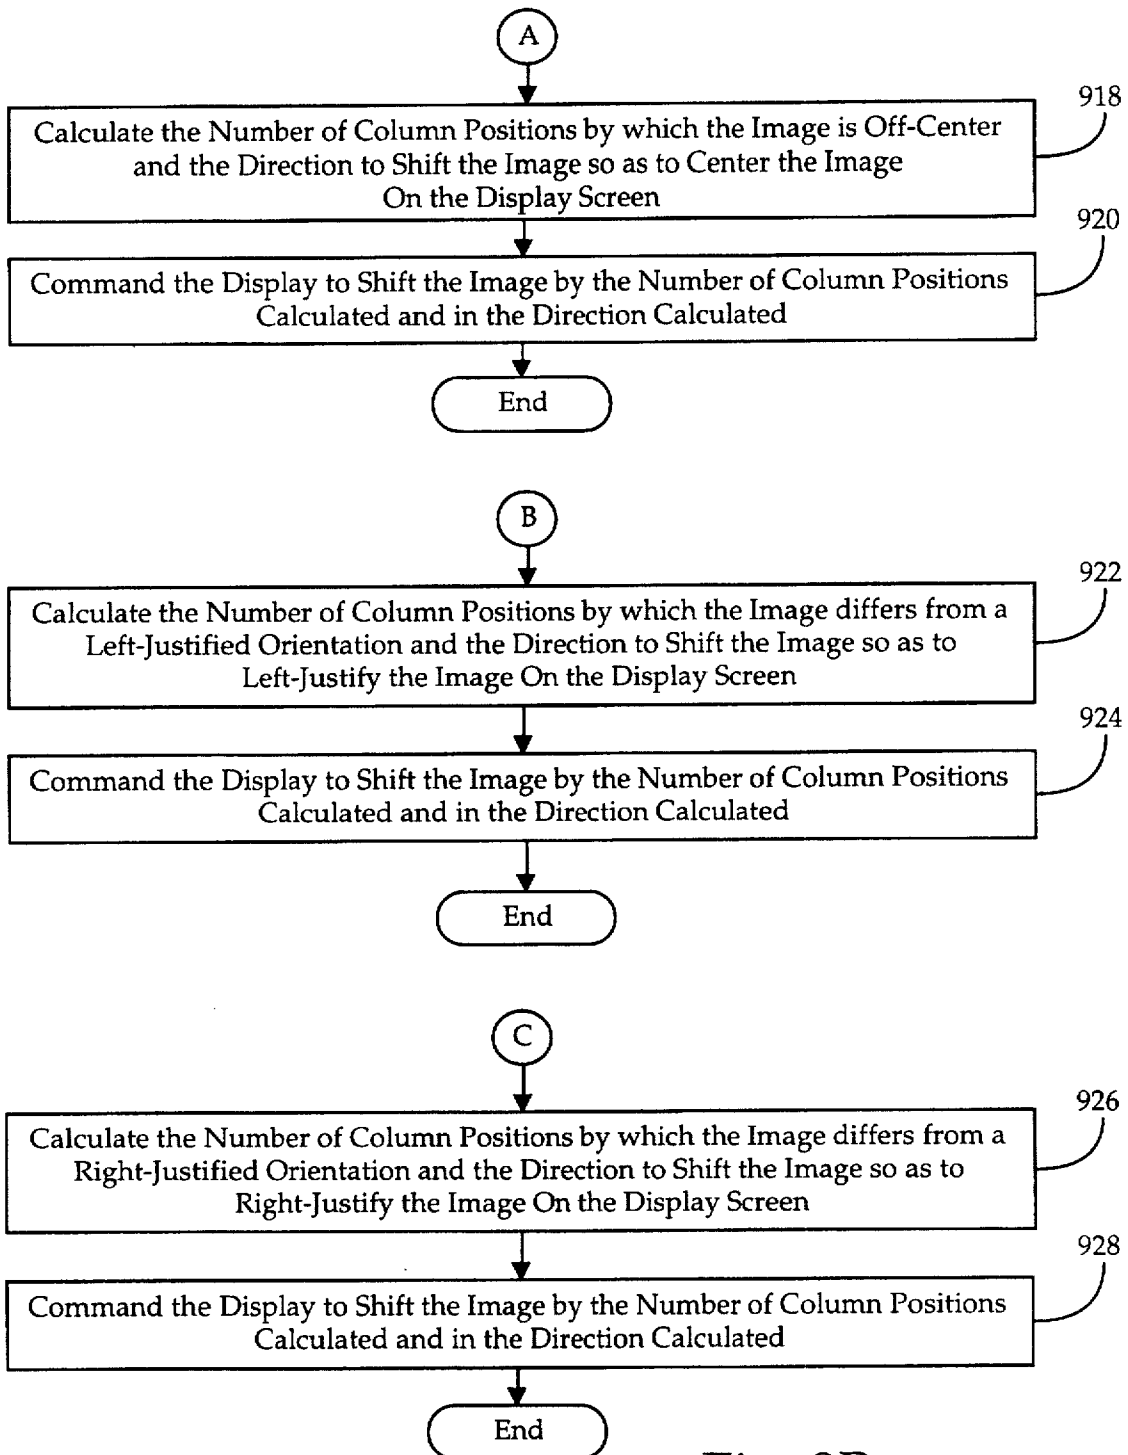 A
918
Calculate the Number of Column Positions by which the Image is Off-Center
and the Direction to Shift the Image so as to Center the Image
On the Display Screen
920
Command the Display to Shift the Image by the Number of Column Positions
Calculated and in the Direction Calculated
End
B
922
Calculate the Number of Column Positions by which the Image differs from a
Left-Justified Orientation and the Direction to Shift the Image so as to
Left-Justify the Image On the Display Screen
924
Command the Display to Shift the Image by the Number of Column Positions
Calculated and in the Direction Calculated
End
C
926
Calculate the Number of Column Positions by which the Image differs from a
Right-Justified Orientation and the Direction to Shift the Image so as to
Right-Justify the Image On the Display Screen
928
Command the Display to Shift the Image by the Number of Column Positions
Calculated and in the Direction Calculated
End